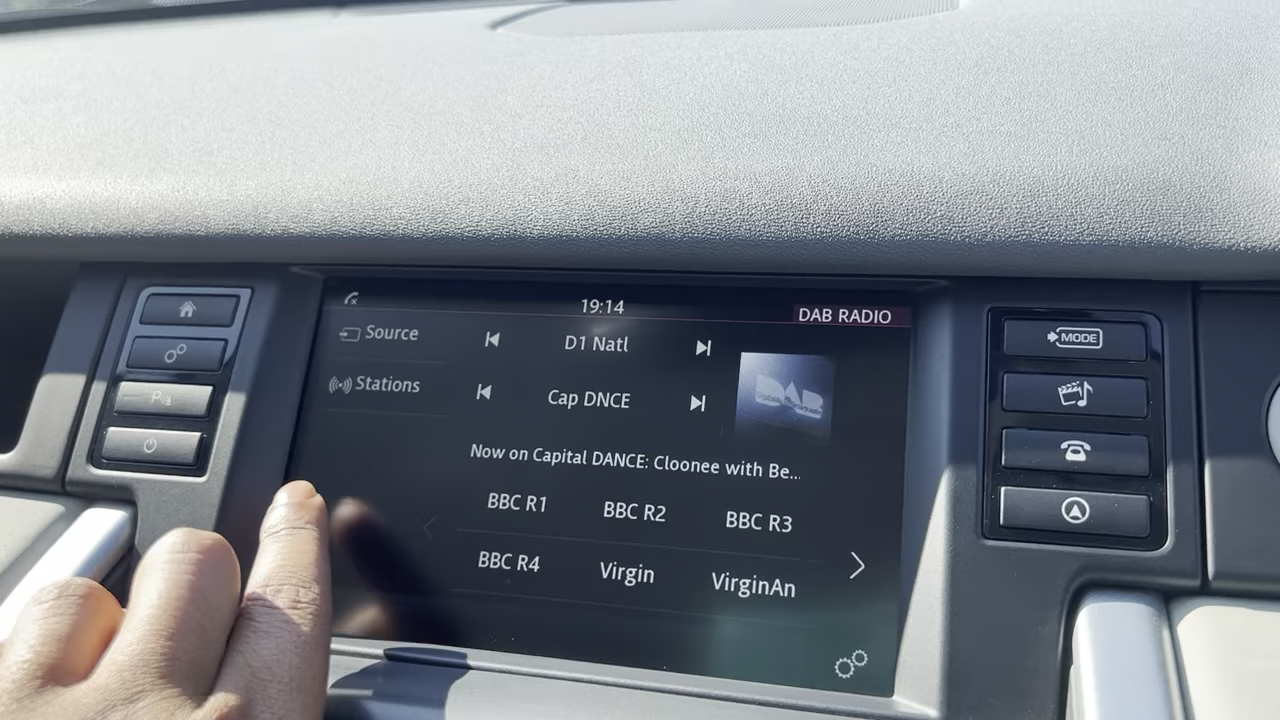 19:14
DAB RADIO
Source
D1 Natl
Stations
Cap DNCE
DAB
Now on Capital DANCE: Cloonee with Be...
BBC R1
BBC R2
BBC R3
BBC R4
Virgin
VirginAn
MODE